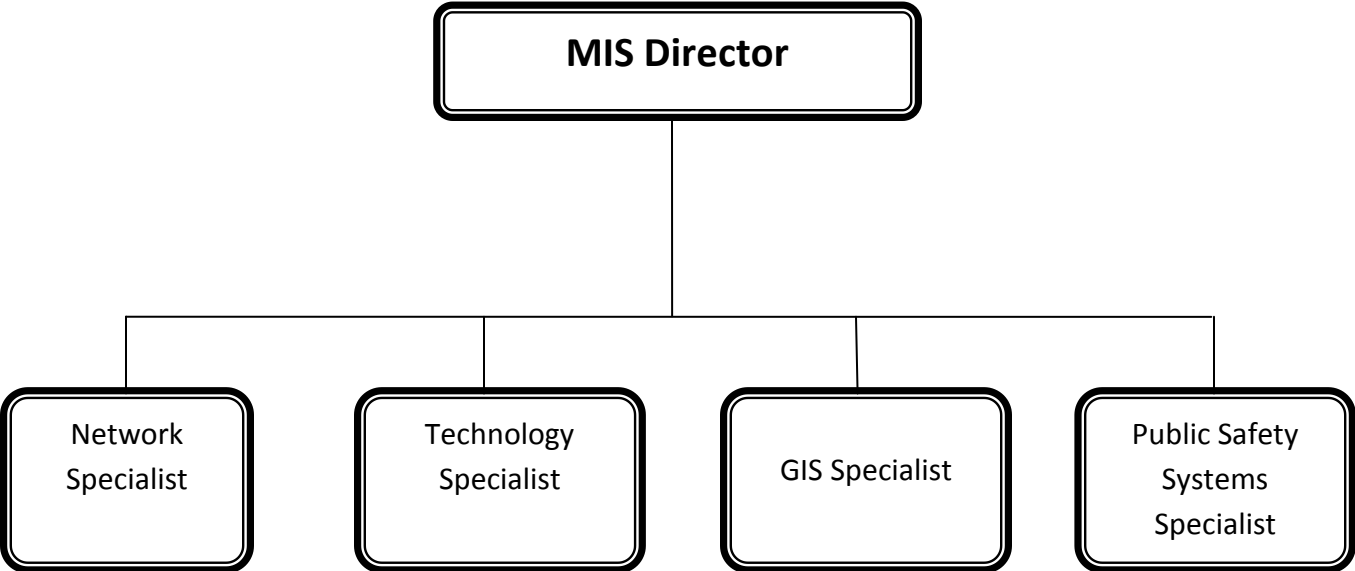 MIS Director
Network
Specialist
Technology
Specialist
GIS Specialist
Public Safety
Systems
Specialist